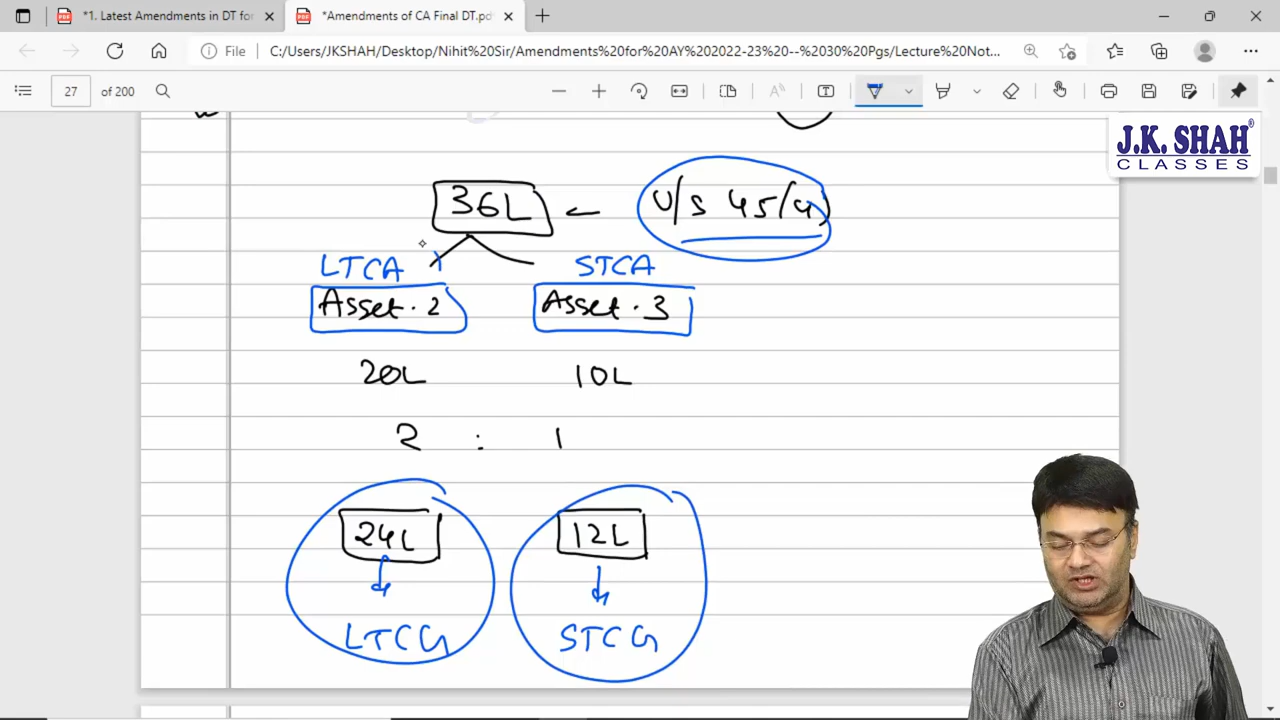 *1. Latest Amendments in DT for
*Amendments of CA Final DT.pd
File
C:/Users/JKSHAH/Desktop/Nihit%20Sir/Amendments%20for%20AY%202022-23%20--%2030%20Pgs/Lecture%20Not...
27 of 200
J.K. SHAH®
CLASSES
36L ← U/S 45(4)
LTCA STCA
Asset.2 Asset.3
20L 10L
2 : 1
24L 12L
LTCG STCG